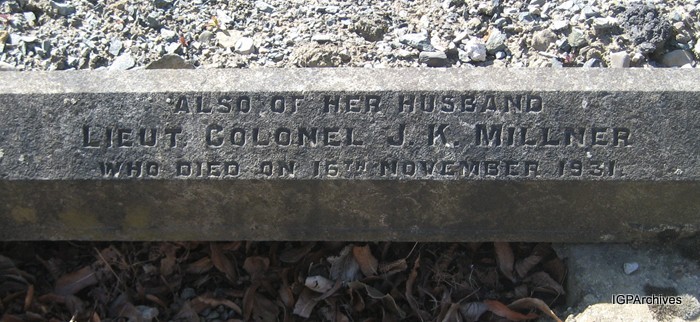 ALSO OF HER HUSBAND
LIEUT COLONEL J. K. MILLNER
WHO DIED ON 16TH NOVEMBER 1931.
IGPArchives